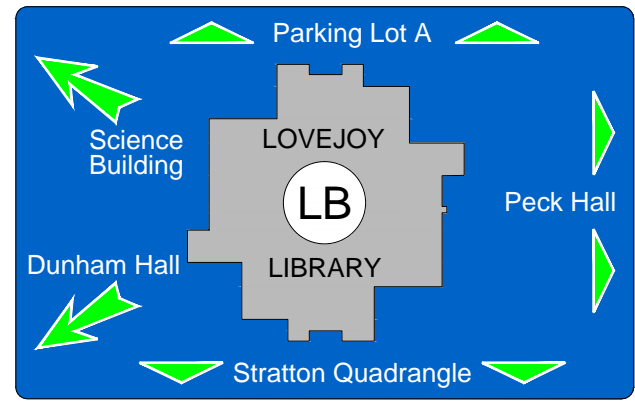 Parking Lot A
Science
Building
LOVEJOY
LB
Peck Hall
Dunham Hall
LIBRARY
Stratton Quadrangle